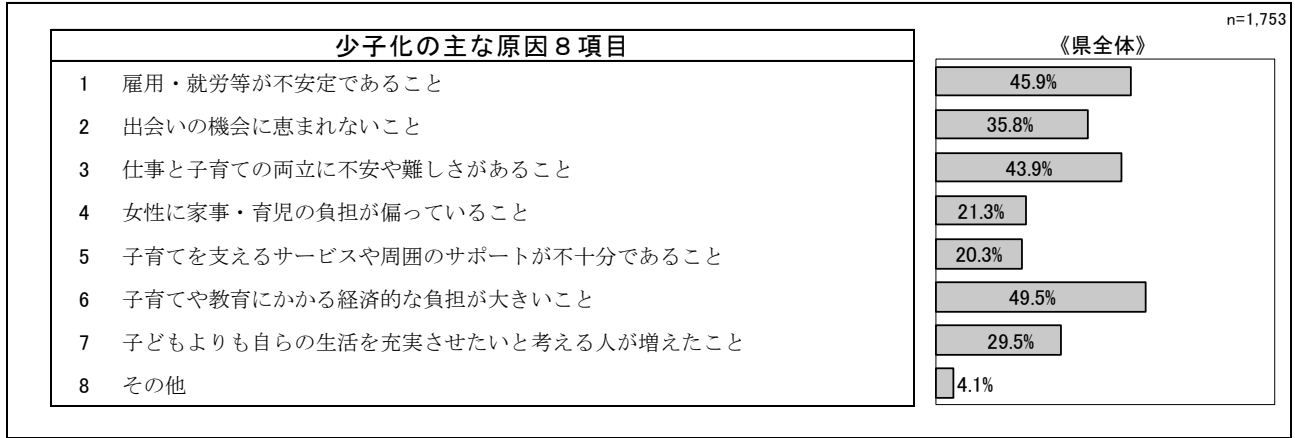 n=1,753
少子化の主な原因８項目 《県全体》
1 雇用・就労等が不安定であること 45.9%
2 出会いの機会に恵まれないこと 35.8%
3 仕事と子育ての両立に不安や難しさがあること 43.9%
4 女性に家事・育児の負担が偏っていること 21.3%
5 子育てを支えるサービスや周囲のサポートが不十分であること 20.3%
6 子育てや教育にかかる経済的な負担が大きいこと 49.5%
7 子どもよりも自らの生活を充実させたいと考える人が増えたこと 29.5%
8 その他 4.1%